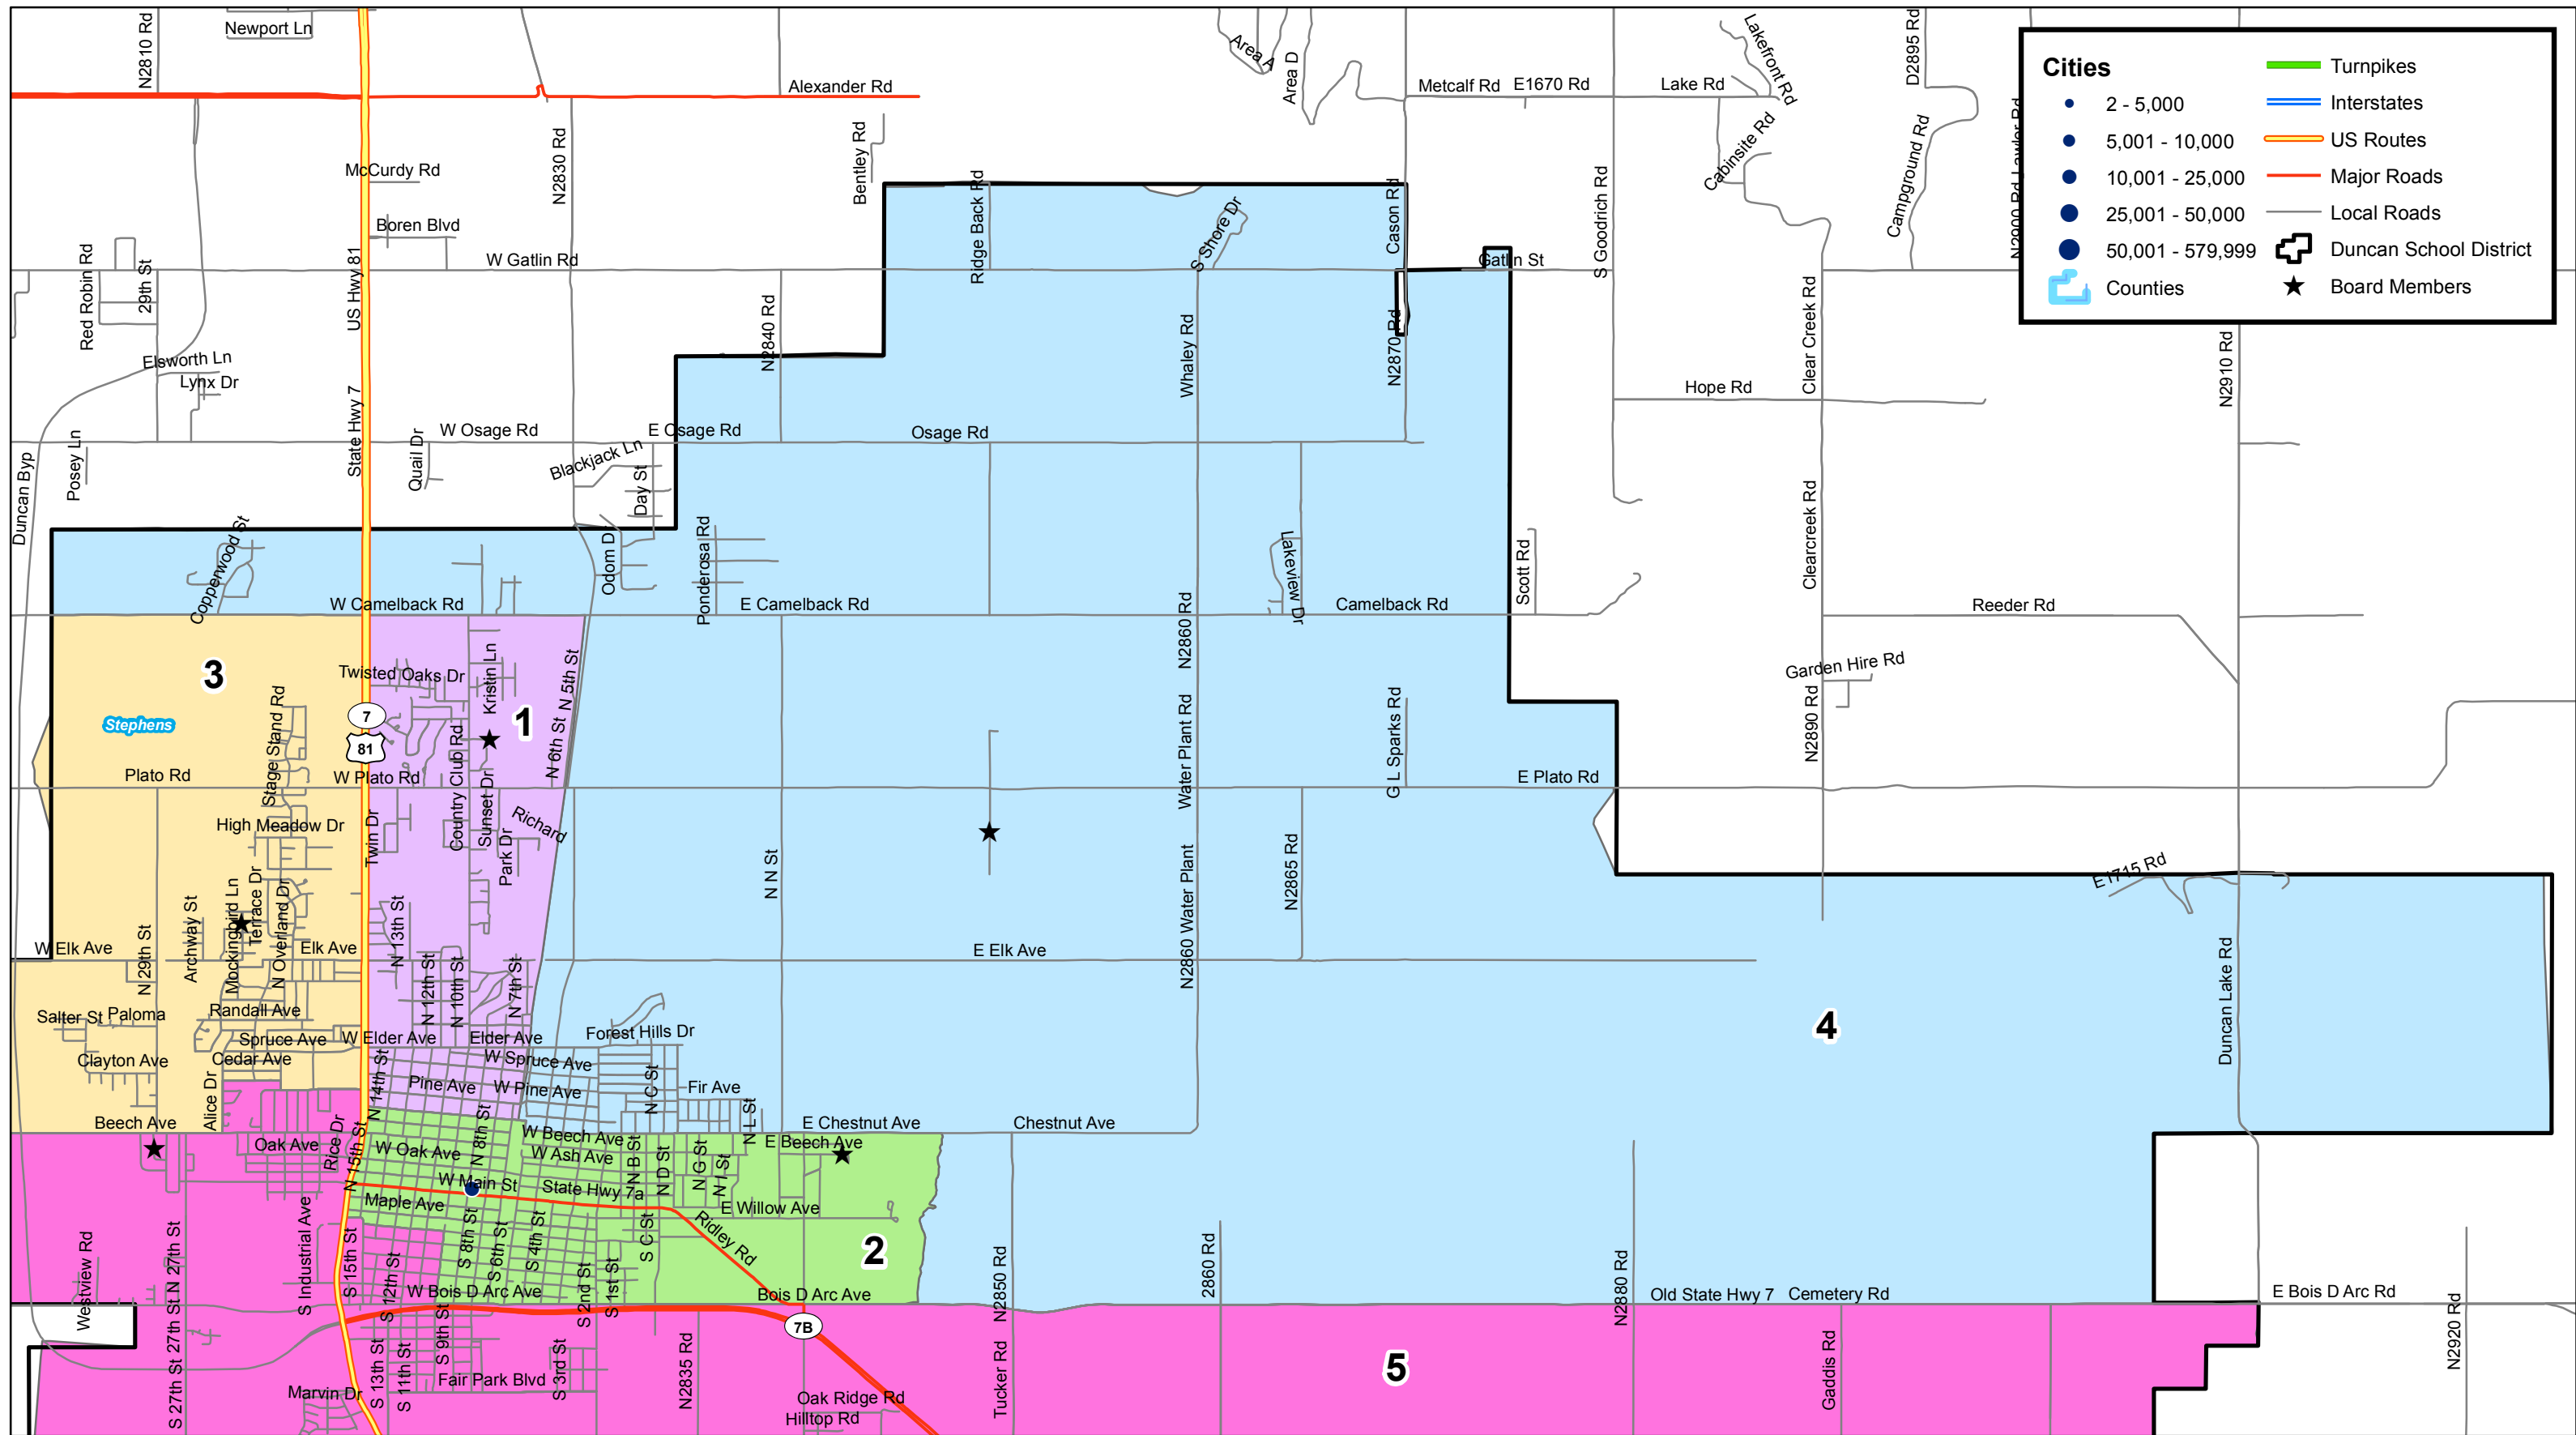 Newport Ln
N2810 Rd
Alexander Rd
Area A
Area D
Metcalf Rd
E1670 Rd
Lake Rd
Lakefront Rd
D2895 Rd
Cities
2 - 5,000
5,001 - 10,000
10,001 - 25,000
25,001 - 50,000
50,001 - 579,999
Counties
Turnpikes
Interstates
US Routes
Major Roads
Local Roads
Duncan School District
Board Members
N2900 Rd Lawler Rd
Campground Rd
Cabinsite Rd
McCurdy Rd
N2830 Rd
Bentley Rd
Boren Blvd
US Hwy 81
W Gatlin Rd
Red Robin Rd
29th St
Ridge Back Rd
S Shore Dr
Cason Rd
Gatlin St
S Goodrich Rd
Elsworth Ln
Lynx Dr
N2840 Rd
Whaley Rd
N2870 Rd
Hope Rd
Clear Creek Rd
N2910 Rd
State Hwy 7
W Osage Rd
E Osage Rd
Osage Rd
Posey Ln
Quail Dr
Blackjack Ln
Day St
Duncan Byp
Copperwood St
Odom Dr
Ponderosa Rd
Lakeview Dr
Scott Rd
Clearcreek Rd
W Camelback Rd
E Camelback Rd
Camelback Rd
Reeder Rd
3
Stephens
Stage Stand Rd
Twisted Oaks Dr
Kristin Ln
1
N 5th St
N 6th St
N2860 Rd
Water Plant Rd
G L Sparks Rd
Garden Hire Rd
N2890 Rd
7
81
Plato Rd
W Plato Rd
E Plato Rd
Country Club Rd
Sunset Dr
Richard
Park Dr
High Meadow Dr
Twin Dr
N N St
N2865 Rd
E1715 Rd
Archway St
Mockingbird Ln
Terrace Dr
N Overland Dr
N 13th St
N2860 Water Plant
W Elk Ave
Elk Ave
E Elk Ave
N 29th St
N 12th St
N 10th St
N 7th St
Duncan Lake Rd
4
Salter St
Paloma
Randall Ave
Spruce Ave
W Elder Ave
Elder Ave
Forest Hills Dr
Clayton Ave
Cedar Ave
W Spruce Ave
Alice Dr
N 14th St
Pine Ave
W Pine Ave
N C St
Fir Ave
N L St
Beech Ave
E Chestnut Ave
Chestnut Ave
Oak Ave
Rice Dr
N 15th St
W Oak Ave
N 8th St
W Beech Ave
W Ash Ave
E Beech Ave
N B St
N D St
N G St
N I St
W Main St
State Hwy 7a
Maple Ave
E Willow Ave
Ridley Rd
2
Westview Rd
N 27th St
S 27th St
S Industrial Ave
S 15th St
S 12th St
S 8th St
S 6th St
S 4th St
S C St
S 2nd St
S 1st St
W Bois D Arc Ave
Bois D Arc Ave
N2850 Rd
2860 Rd
N2880 Rd
Old State Hwy 7
Cemetery Rd
E Bois D Arc Rd
7B
S 27th St
S 13th St
S 11th St
S 9th St
S 3rd St
N2835 Rd
Tucker Rd
5
Gaddis Rd
N2920 Rd
Fair Park Blvd
Marvin Dr
Oak Ridge Rd
Hilltop Rd